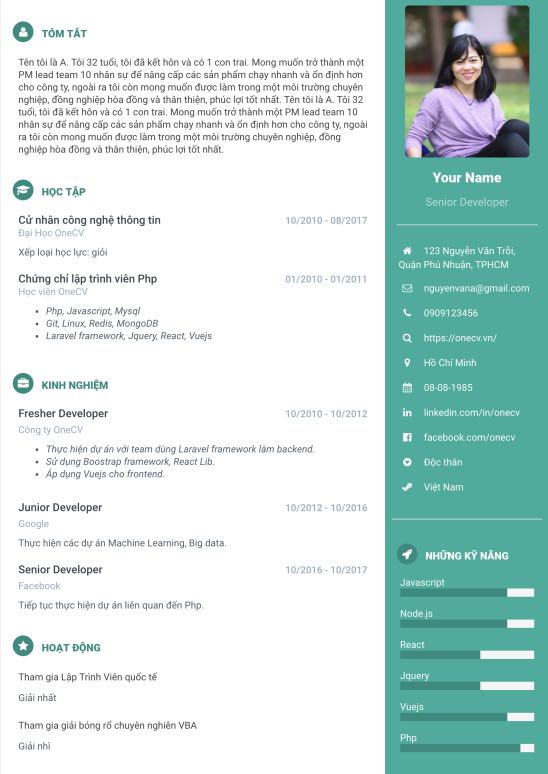 TÓM TẮT
Tên tôi là A. Tôi 32 tuổi, tôi đã kết hôn và có 1 con trai. Mong muốn trở thành một
PM lead team 10 nhân sự để nâng cấp các sản phẩm chạy nhanh và ổn định hơn
cho công ty, ngoài ra tôi còn mong muốn được làm trong một môi trường chuyên
nghiệp, đồng nghiệp hòa đồng và thân thiện, phúc lợi tốt nhất. Tên tôi là A. Tôi 32
tuổi, tôi đã kết hôn và có 1 con trai. Mong muốn trở thành một PM lead team 10
nhân sự để nâng cấp các sản phẩm chạy nhanh và ổn định hơn cho công ty, ngoài
ra tôi còn mong muốn được làm trong một môi trường chuyên nghiệp, đồng
nghiệp hòa đồng và thân thiện, phúc lợi tốt nhất.
HỌC TẬP
Cử nhân công nghệ thông tin 10/2010 - 08/2017
Đại Học OneCV
Xếp loại học lực: giỏi
Chứng chỉ lập trình viên Php 01/2010 - 01/2011
Học viện OneCV
• Php, Javascript, Mysql
• Git, Linux, Redis, MongoDB
• Laravel framework, Jquery, React, Vuejs
KINH NGHIỆM
Fresher Developer 10/2010 - 10/2012
Công ty OneCV
• Thực hiện dự án với team dùng Laravel framework làm backend.
• Sử dụng Boostrap framework, React Lib.
• Áp dụng Vuejs cho frontend.
Junior Developer 10/2012 - 10/2016
Google
Thực hiện các dự án Machine Learning, Big data.
Senior Developer 10/2016 - 10/2017
Facebook
Tiếp tục thực hiện dự án liên quan đến Php.
HOẠT ĐỘNG
Tham gia Lập Trình Viên quốc tế
Giải nhất
Tham gia giải bóng rổ chuyên nghiên VBA
Giải nhì
Your Name
Senior Developer
123 Nguyễn Văn Trỗi,
Quận Phú Nhuận, TPHCM
nguyenvana@gmail.com
0909123456
https://onecv.vn/
Hồ Chí Minh
08-08-1985
linkedin.com/in/onecv
facebook.com/onecv
Độc thân
Việt Nam
NHỮNG KỸ NĂNG
Javascript
Node.js
React
Jquery
Vuejs
Php